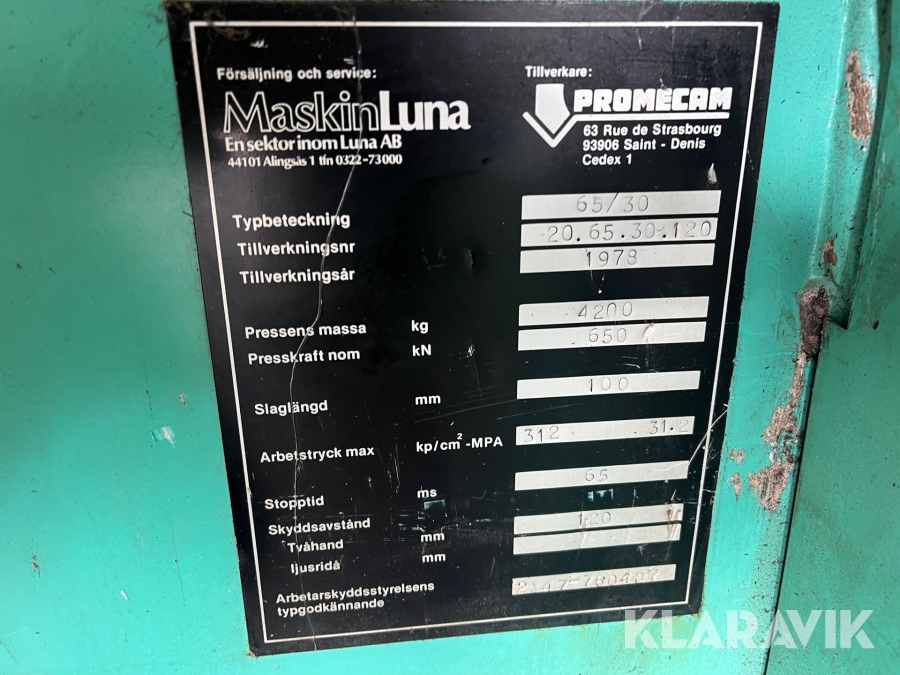 Försäljning och service:
MaskinLuna
En sektor inom Luna AB
44101 Alingsås 1 tfn 0322-73000
Tillverkare:
PROMECAM
63 Rue de Strasbourg
93906 Saint - Denis
Cedex 1
Typbeteckning 65/30
Tillverkningsnr 20.65.30.120
Tillverkningsår 1978
Pressens massa kg 4200
Presskraft nom kN 650
Slaglängd mm 100
Arbetstryck max kp/cm²-MPA 312 31.2
Stopptid ms 65
Skyddsavstånd
Tvåhand mm 120
ljusridå mm
Arbetarskyddsstyrelsens
typgodkännande
KLARAVIK